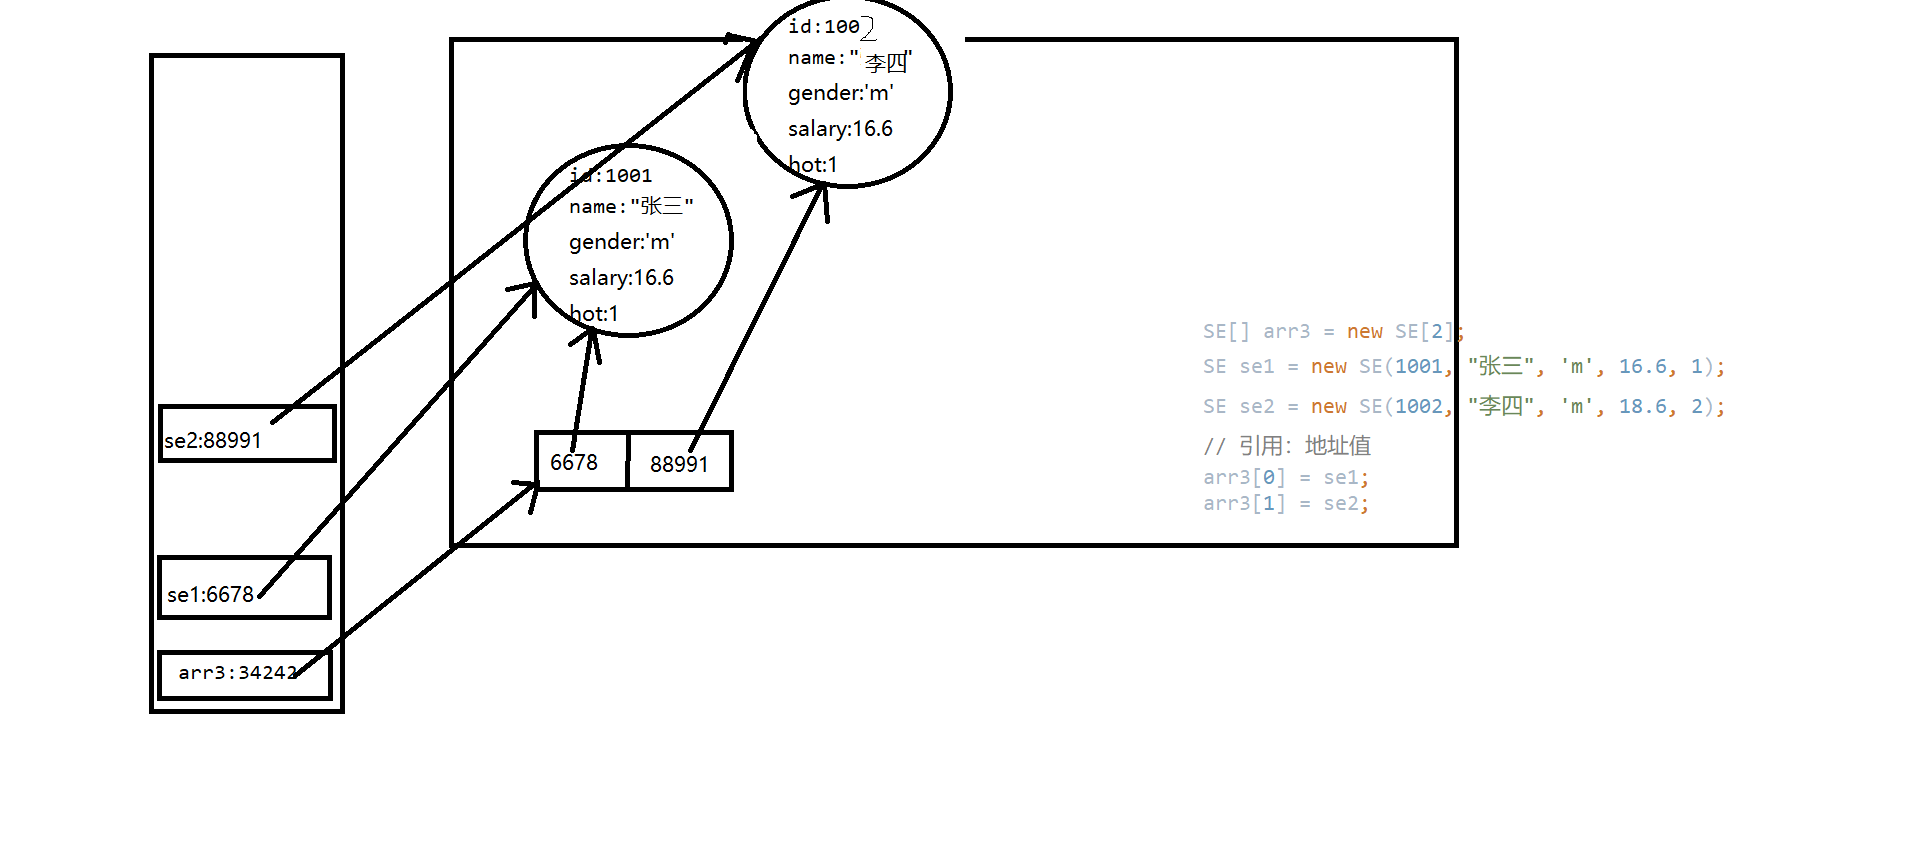 id:1002
name:"李四"
gender:'m'
salary:16.6
hot:1
id:1001
name:"张三"
gender:'m'
salary:16.6
hot:1
se2:88991
6678
88991
se1:6678
arr3:34242
SE[] arr3 = new SE[2];
SE se1 = new SE(1001, "张三", 'm', 16.6, 1);
SE se2 = new SE(1002, "李四", 'm', 18.6, 2);
// 引用: 地址值
arr3[0] = se1;
arr3[1] = se2;